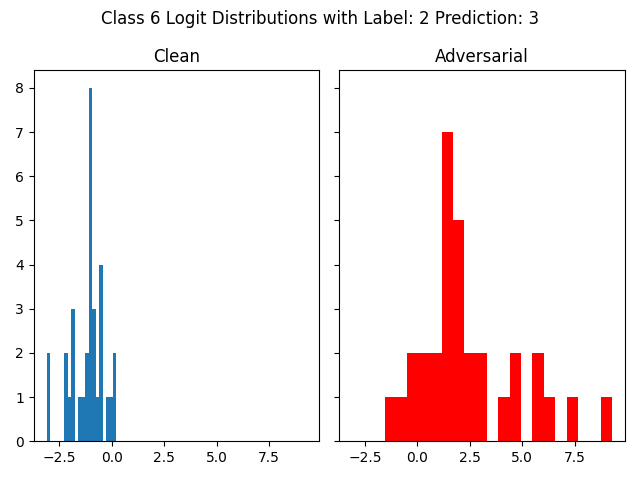 Class 6 Logit Distributions with Label: 2 Prediction: 3
Clean
Adversarial
8
7
6
5
4
3
2
1
0
−2.5 0.0 2.5 5.0 7.5
−2.5 0.0 2.5 5.0 7.5